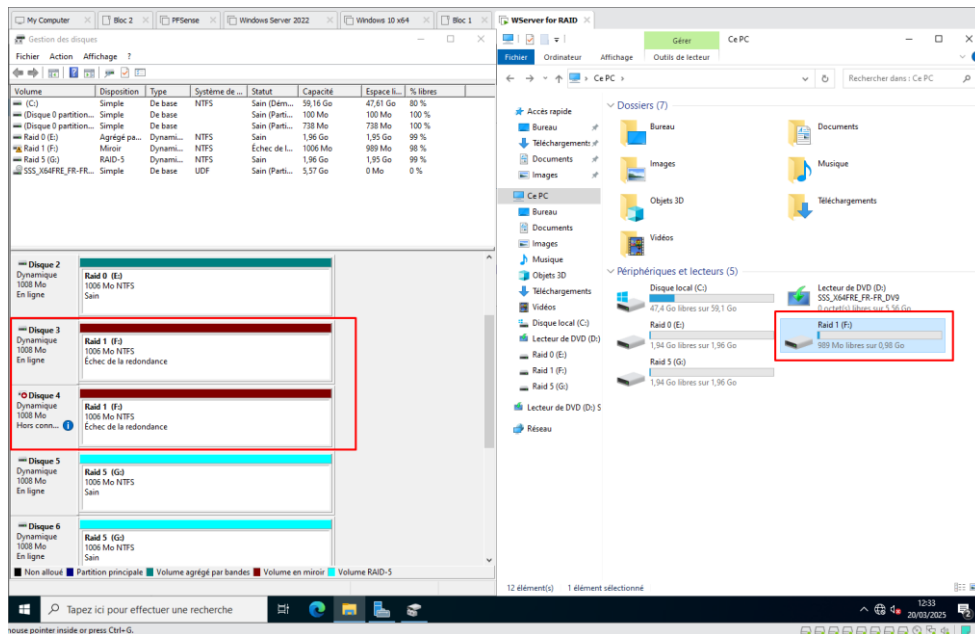 My Computer
Bloc 2
PFSense
Windows Server 2022
Windows 10 x64
Bloc 1
WServer for RAID
Gestion des disques
Fichier Action Affichage ?
Volume Disposition Type Système de ... Statut Capacité Espace li... % libres
(C:) Simple De base NTFS Sain (Dém... 59,16 Go 47,61 Go 80 %
(Disque 0 partition... Simple De base Sain (Parti... 100 Mo 100 Mo 100 %
(Disque 0 partition... Simple De base Sain (Parti... 738 Mo 738 Mo 100 %
Raid 0 (E:) Agrégé pa... Dynami... NTFS Sain 1,96 Go 1,95 Go 99 %
Raid 1 (F:) Miroir Dynami... NTFS Échec de l... 1006 Mo 989 Mo 98 %
Raid 5 (G:) RAID-5 Dynami... NTFS Sain 1,96 Go 1,95 Go 99 %
SSS_X64FRE_FR-FR... Simple De base UDF Sain (Parti... 5,57 Go 0 Mo 0 %
Disque 2
Dynamique
1008 Mo
En ligne
Raid 0 (E:)
1006 Mo NTFS
Sain
Disque 3
Dynamique
1008 Mo
En ligne
Raid 1 (F:)
1006 Mo NTFS
Échec de la redondance
Disque 4
Dynamique
1008 Mo
Hors conn...
Raid 1 (F:)
1006 Mo NTFS
Échec de la redondance
Disque 5
Dynamique
1008 Mo
En ligne
Raid 5 (G:)
1006 Mo NTFS
Sain
Disque 6
Dynamique
1008 Mo
En ligne
Raid 5 (G:)
1006 Mo NTFS
Sain
Non alloué Partition principale Volume agrégé par bandes Volume en miroir Volume RAID-5
Gérer
Ce PC
Fichier Ordinateur Affichage Outils de lecteur
Ce PC
Rechercher dans : Ce PC
Accès rapide
Bureau
Téléchargements
Documents
Images
Ce PC
Bureau
Documents
Images
Musique
Objets 3D
Téléchargements
Vidéos
Disque local (C:)
Lecteur de DVD (D:)
Raid 0 (E:)
Raid 1 (F:)
Raid 5 (G:)
Lecteur de DVD (D:) S
Réseau
Dossiers (7)
Bureau
Documents
Images
Musique
Objets 3D
Téléchargements
Vidéos
Périphériques et lecteurs (5)
Disque local (C:)
47,4 Go libres sur 59,1 Go
Lecteur de DVD (D:)
SSS_X64FRE_FR-FR_DV9
0 octet(s) libres sur 5,56 Go
Raid 0 (E:)
1,94 Go libres sur 1,96 Go
Raid 1 (F:)
989 Mo libres sur 0,98 Go
Raid 5 (G:)
1,94 Go libres sur 1,96 Go
12 élément(s) 1 élément sélectionné
Tapez ici pour effectuer une recherche
12:33
20/03/2025
mouse pointer inside or press Ctrl+G.